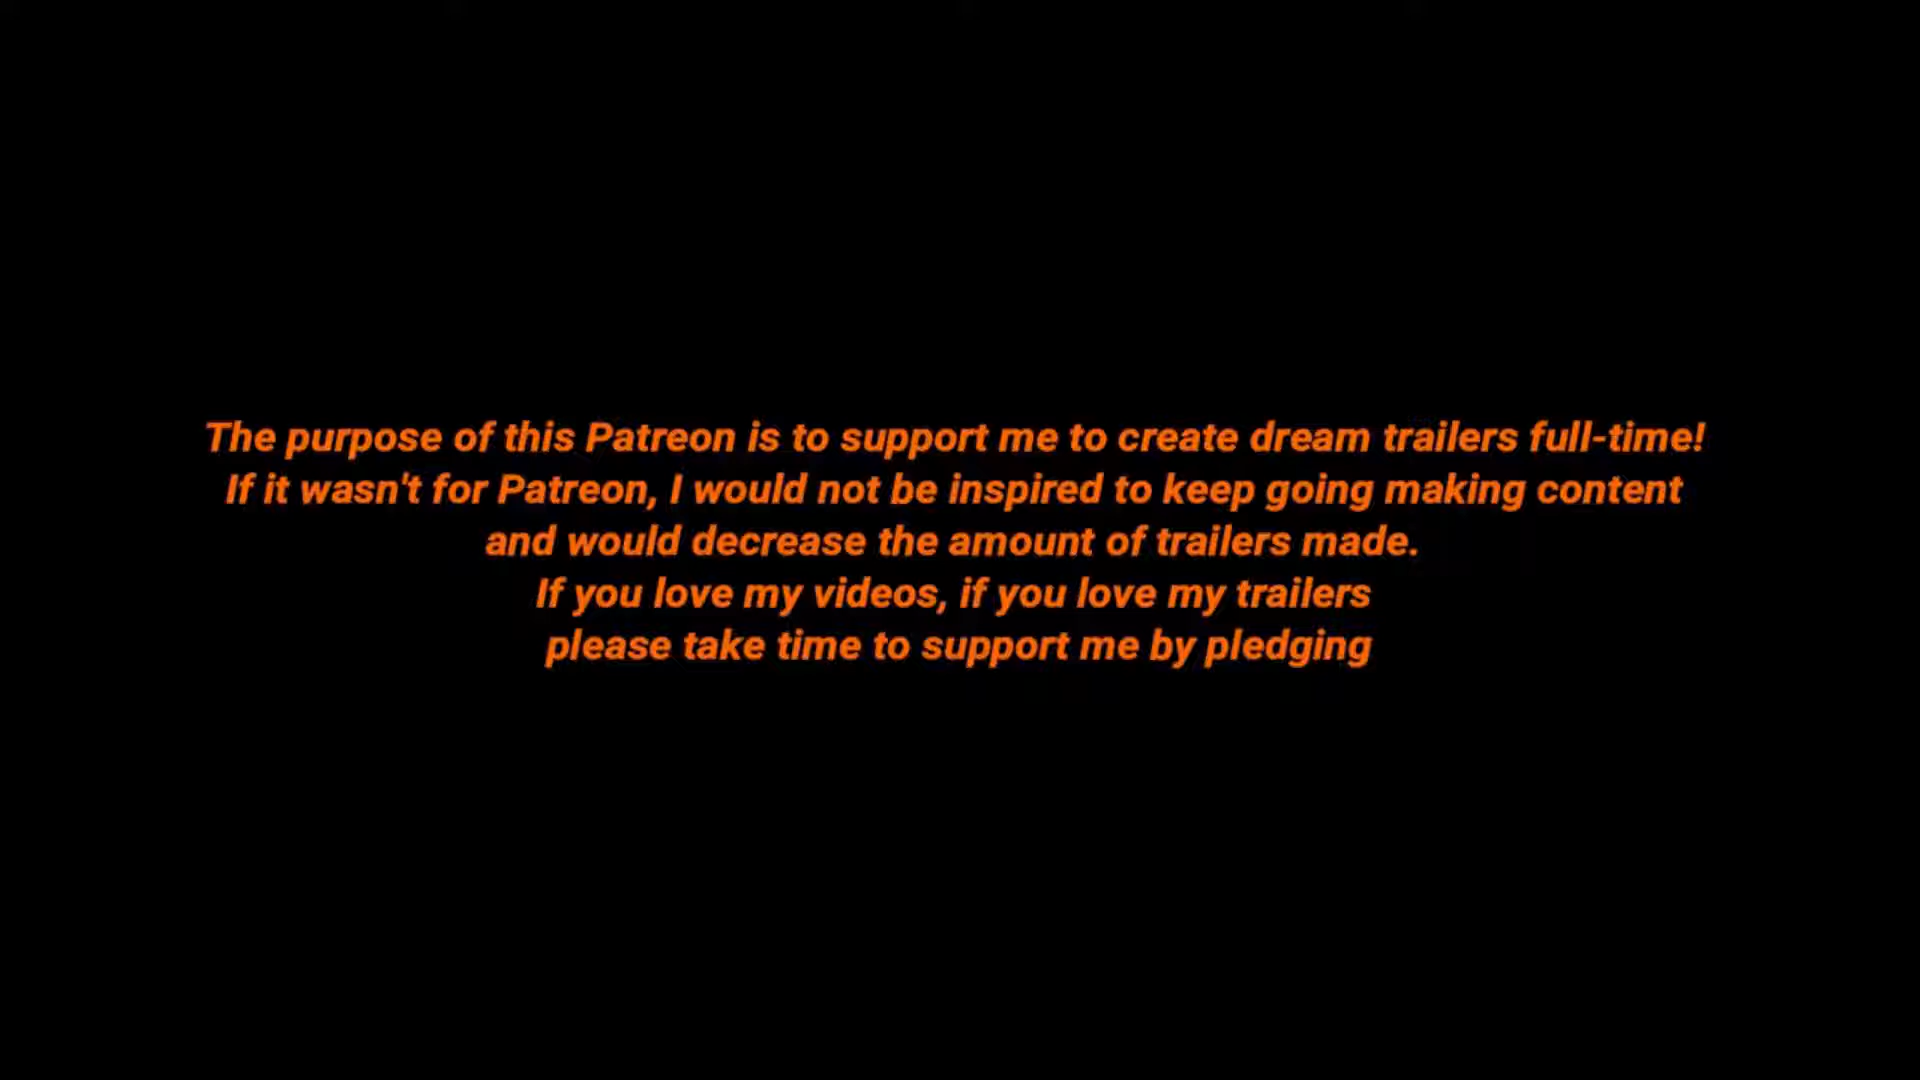 The purpose of this Patreon is to support me to create dream trailers full-time!
If it wasn't for Patreon, I would not be inspired to keep going making content
and would decrease the amount of trailers made.
If you love my videos, if you love my trailers
please take time to support me by pledging